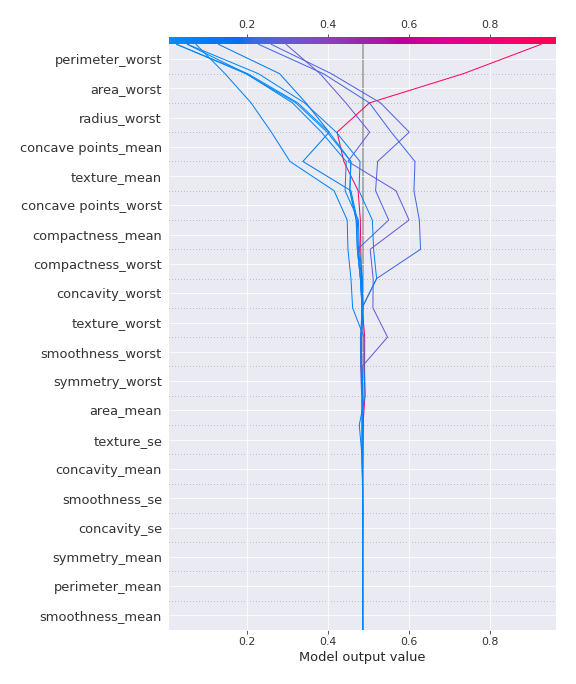 0.2 0.4 0.6 0.8
perimeter_worst
area_worst
radius_worst
concave points_mean
texture_mean
concave points_worst
compactness_mean
compactness_worst
concavity_worst
texture_worst
smoothness_worst
symmetry_worst
area_mean
texture_se
concavity_mean
smoothness_se
concavity_se
symmetry_mean
perimeter_mean
smoothness_mean
0.2 0.4 0.6 0.8
Model output value